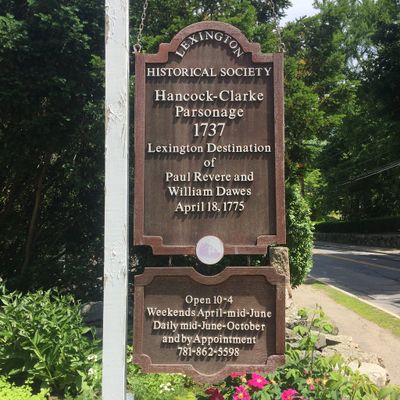 LEXINGTON
HISTORICAL SOCIETY
Hancock-Clarke
Parsonage
1737
Lexington Destination
of
Paul Revere and
William Dawes
April 18, 1775
Open 10-4
Weekends April-mid-June
Daily mid-June-October
and by Appointment
781-862-5598